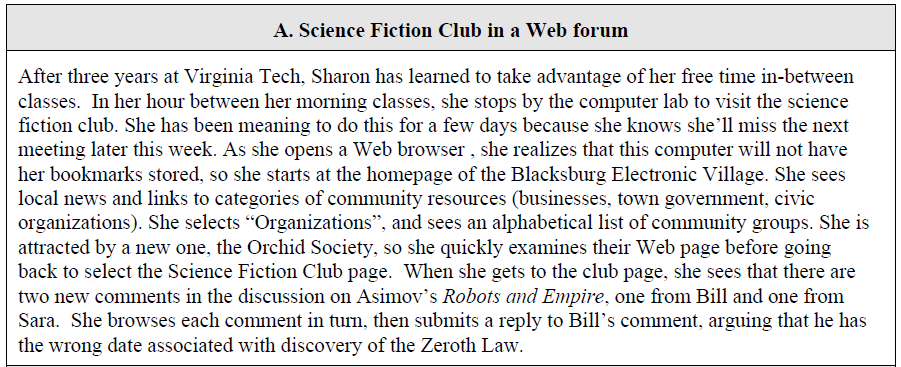 A. Science Fiction Club in a Web forum
After three years at Virginia Tech, Sharon has learned to take advantage of her free time in-between
classes.  In her hour between her morning classes, she stops by the computer lab to visit the science
fiction club. She has been meaning to do this for a few days because she knows she’ll miss the next
meeting later this week. As she opens a Web browser , she realizes that this computer will not have
her bookmarks stored, so she starts at the homepage of the Blacksburg Electronic Village. She sees
local news and links to categories of community resources (businesses, town government, civic
organizations). She selects “Organizations”, and sees an alphabetical list of community groups. She is
attracted by a new one, the Orchid Society, so she quickly examines their Web page before going
back to select the Science Fiction Club page.  When she gets to the club page, she sees that there are
two new comments in the discussion on Asimov’s Robots and Empire, one from Bill and one from
Sara.  She browses each comment in turn, then submits a reply to Bill’s comment, arguing that he has
the wrong date associated with discovery of the Zeroth Law.